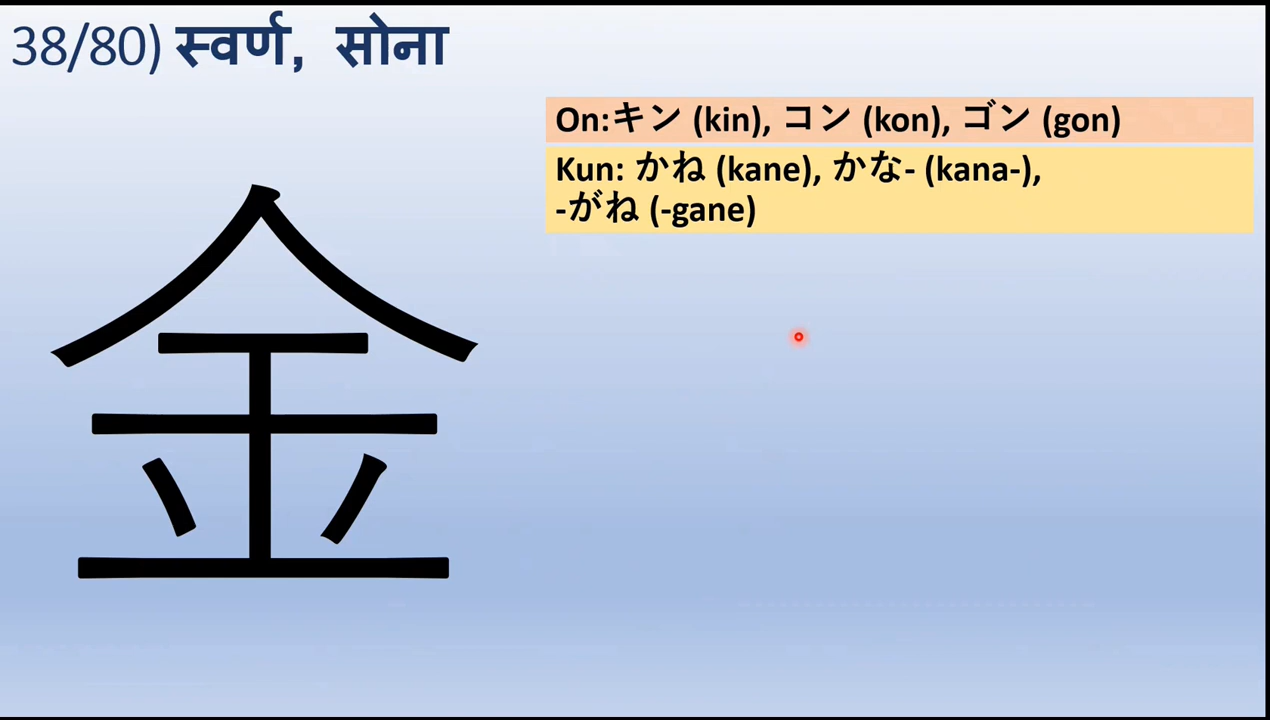 38/80) स्वर्ण, सोना
On:キン (kin), コン (kon), ゴン (gon)
Kun: かね (kane), かな- (kana-),
-がね (-gane)
金